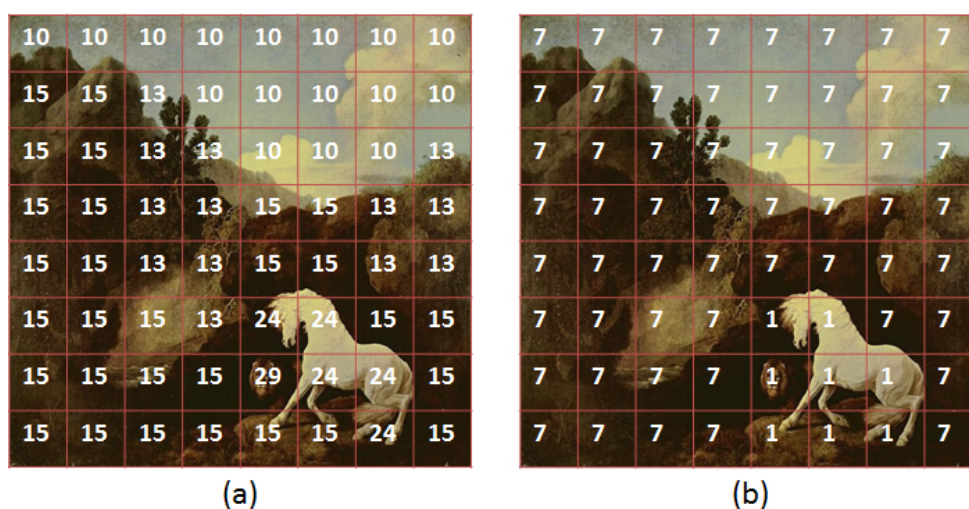 10 10 10 10 10 10 10 10 7 7 7 7 7 7 7 7
15 15 13 10 10 10 10 10 7 7 7 7 7 7 7 7
15 15 13 13 10 10 10 13 7 7 7 7 7 7 7 7
15 15 13 13 15 15 13 13 7 7 7 7 7 7 7 7
15 15 13 13 15 15 13 13 7 7 7 7 7 7 7 7
15 15 15 13 24 24 15 15 7 7 7 7 1 1 7 7
15 15 15 15 29 24 24 15 7 7 7 7 1 1 1 7
15 15 15 15 15 15 24 15 7 7 7 7 1 1 1 7
(a) (b)